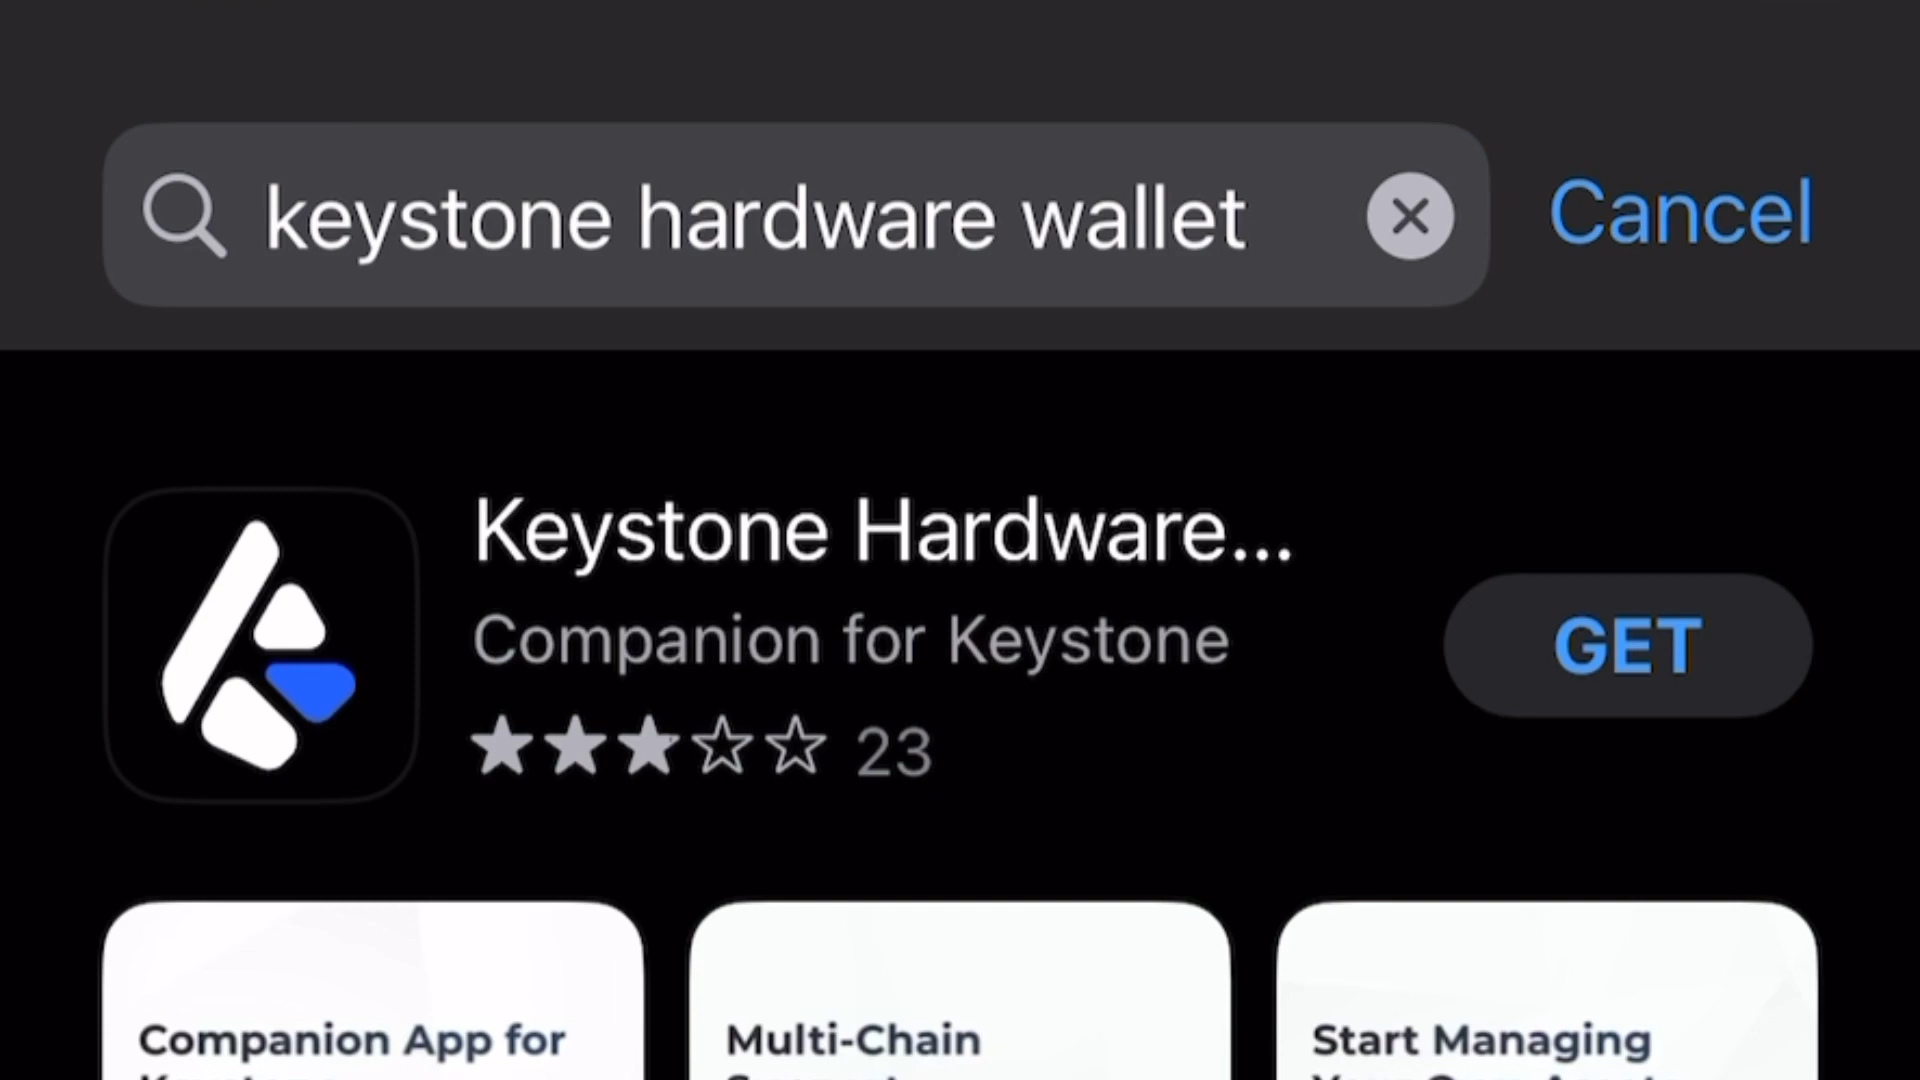 keystone hardware wallet
Cancel
Keystone Hardware...
Companion for Keystone
GET
23
Companion App for
Multi-Chain
Start Managing